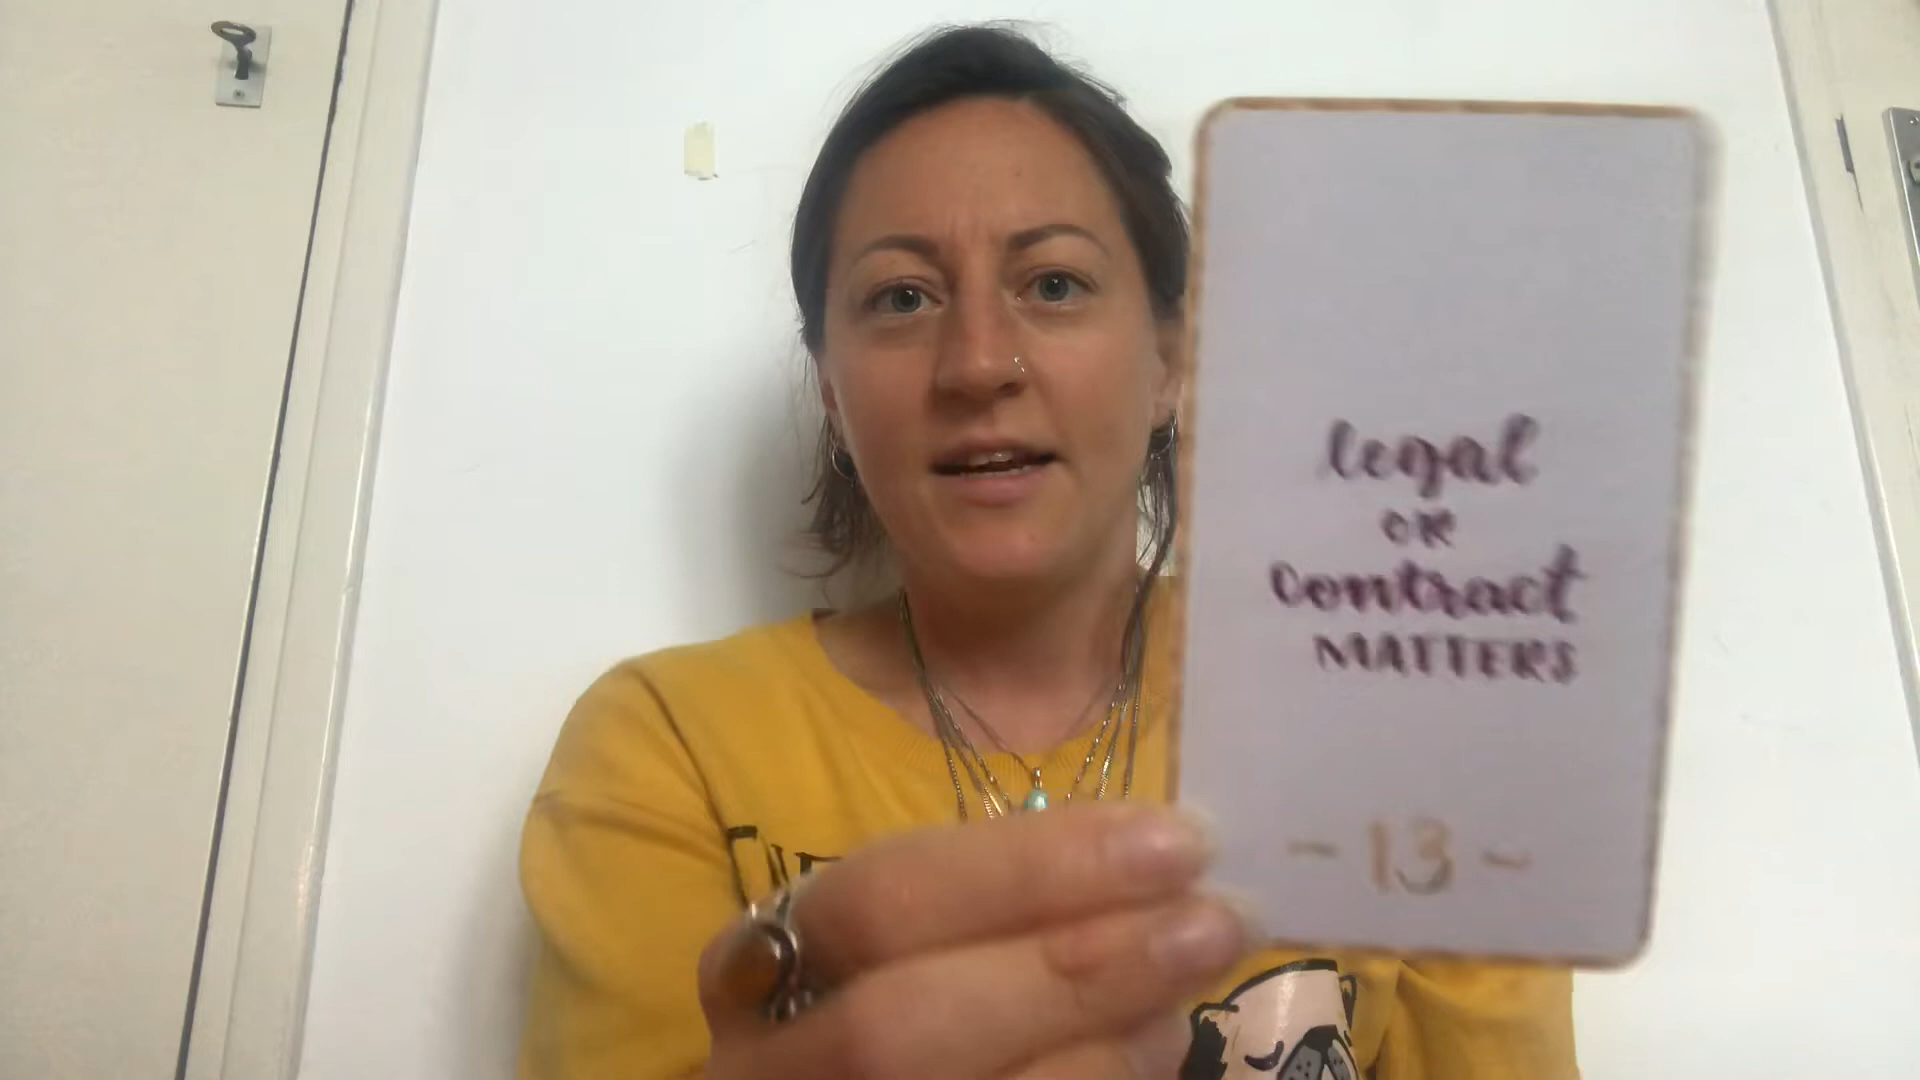 legal
OR
Contract
MATTERS
- 13 -